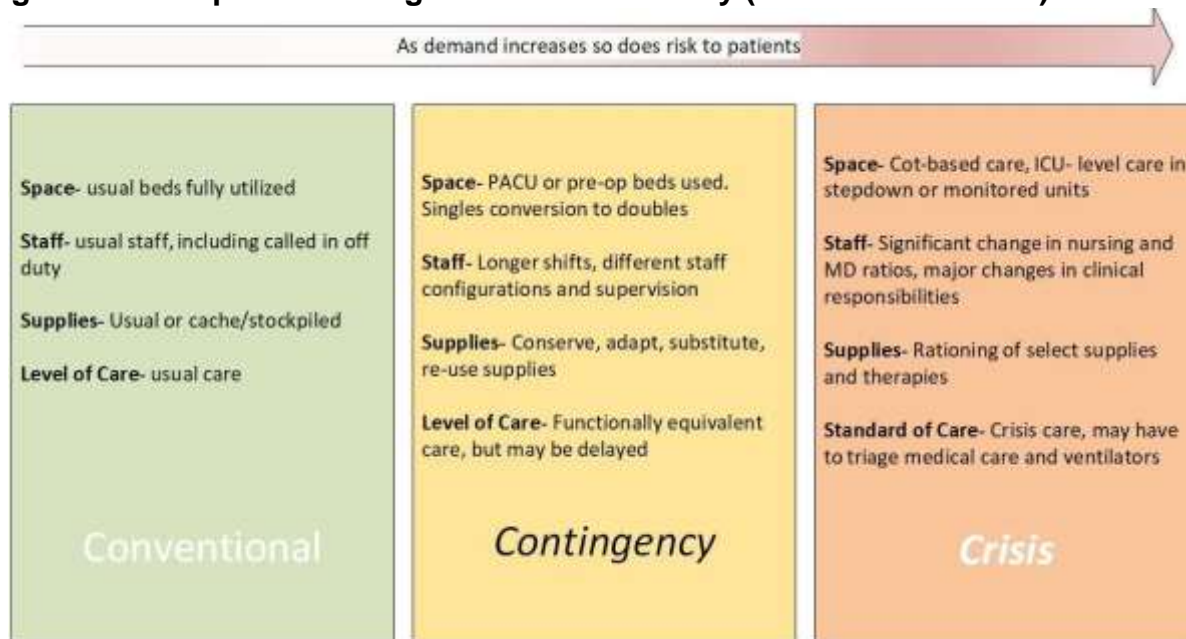 As demand increases so does risk to patients
Space- usual beds fully utilized
Staff- usual staff, including called in off
duty
Supplies- Usual or cache/stockpiled
Level of Care- usual care
Conventional
Space- PACU or pre-op beds used.
Singles conversion to doubles
Staff- Longer shifts, different staff
configurations and supervision
Supplies- Conserve, adapt, substitute,
re-use supplies
Level of Care- Functionally equivalent
care, but may be delayed
Contingency
Space- Cot-based care, ICU- level care in
stepdown or monitored units
Staff- Significant change in nursing and
MD ratios, major changes in clinical
responsibilities
Supplies- Rationing of select supplies
and therapies
Standard of Care- Crisis care, may have
to triage medical care and ventilators
Crisis